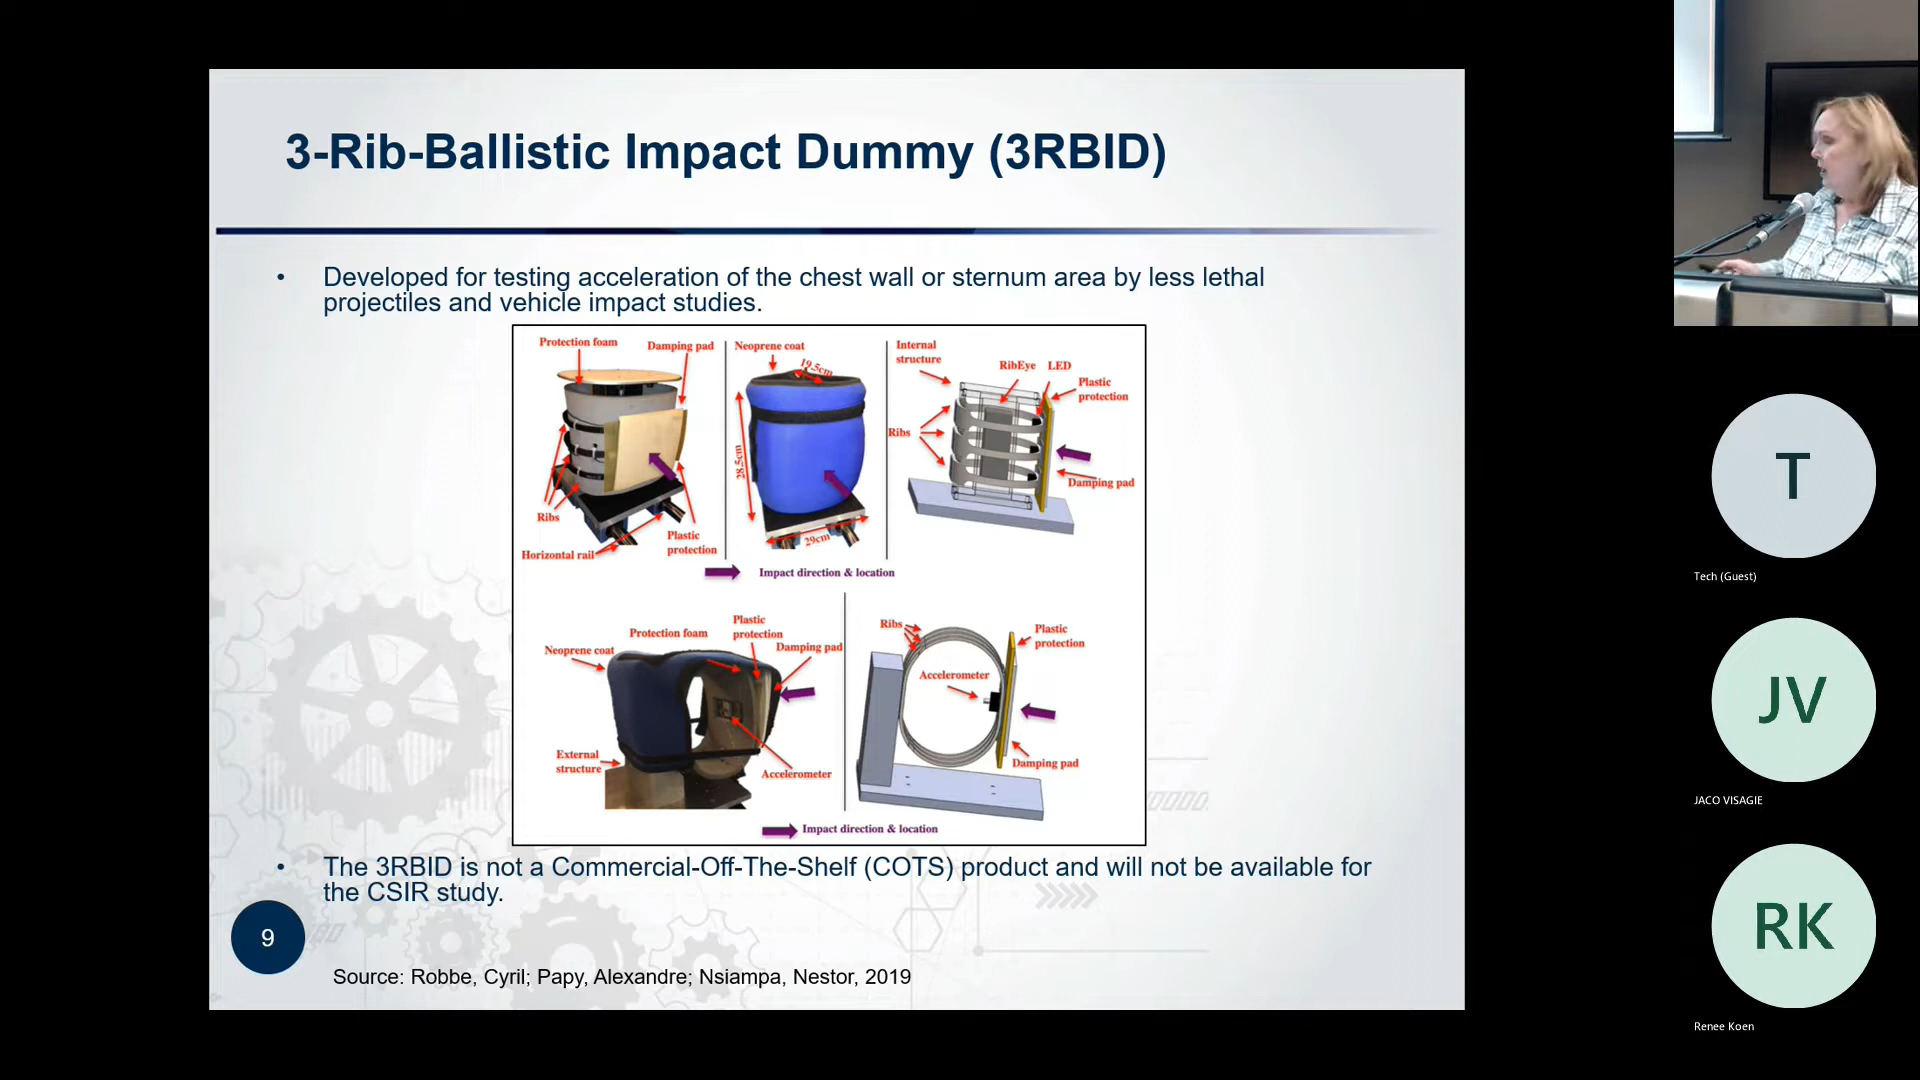 3-Rib-Ballistic Impact Dummy (3RBID)
• Developed for testing acceleration of the chest wall or sternum area by less lethal
projectiles and vehicle impact studies.
Protection foam
Damping pad
Ribs
Horizontal rail
Plastic
protection
Neoprene coat
19.5cm
28.5cm
29cm
Internal
structure
RibEye
LED
Plastic
protection
Ribs
Damping pad
Impact direction & location
Neoprene coat
Protection foam
Plastic
protection
Damping pad
External
structure
Accelerometer
Ribs
Plastic
protection
Accelerometer
Damping pad
Impact direction & location
• The 3RBID is not a Commercial-Off-The-Shelf (COTS) product and will not be available for
the CSIR study.
9
Source: Robbe, Cyril; Papy, Alexandre; Nsiampa, Nestor, 2019
T
Tech (Guest)
JV
JACO VISAGIE
RK
Renee Koen